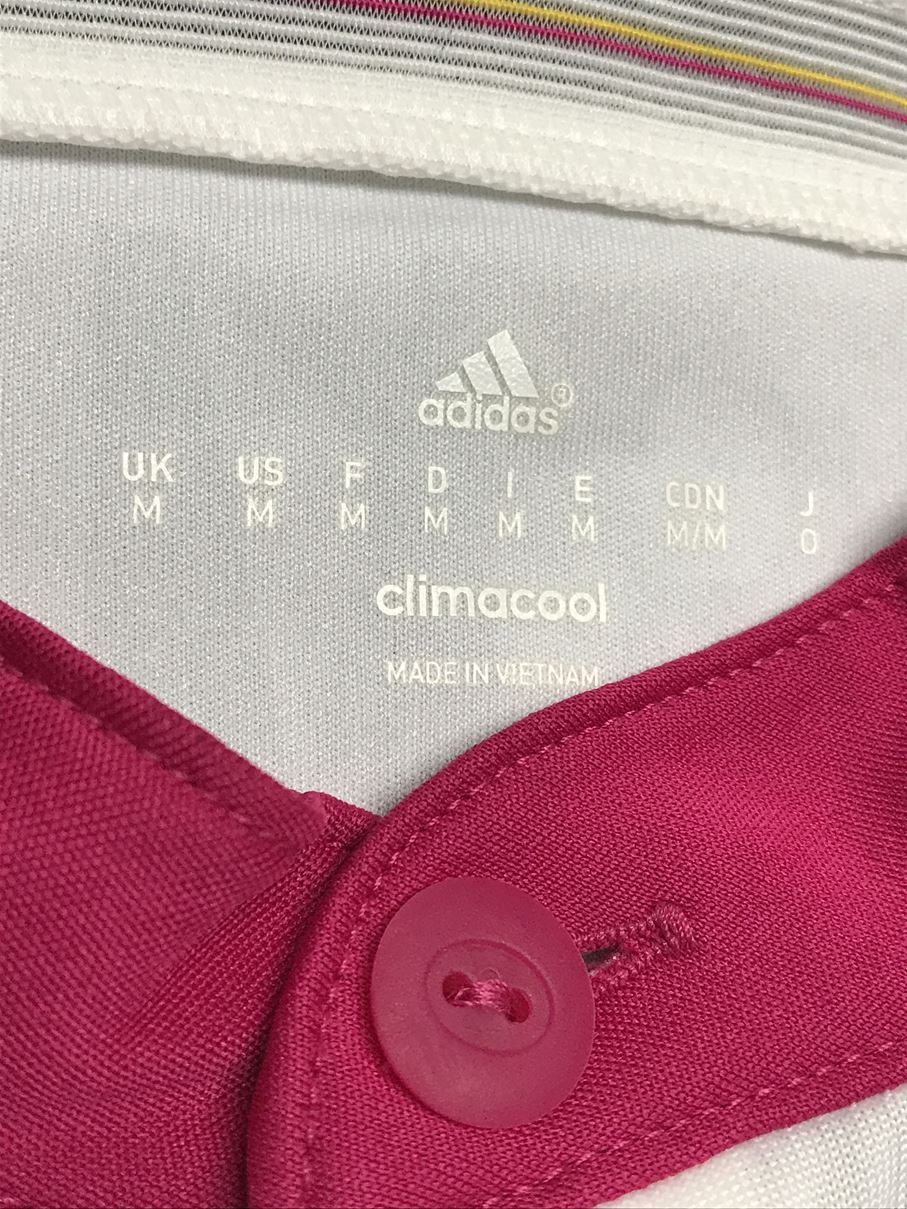 adidas®
UK US F D I E CDN J
M M M M M M M/M O
climacool
MADE IN VIETNAM